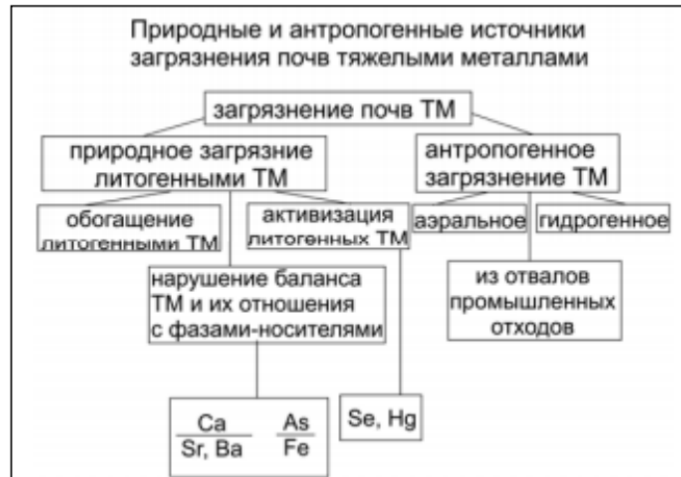 Природные и антропогенные источники
загрязнения почв тяжелыми металлами
загрязнение почв ТМ
природное загрязние
литогенными ТМ
антропогенное
загрязнение ТМ
обогащение
литогенными ТМ
активизация
литогенных ТМ
аэральное
гидрогенное
нарушение баланса
ТМ и их отношения
с фазами-носителями
из отвалов
промышленных
отходов
Ca
Sr, Ba
As
Fe
Se, Hg